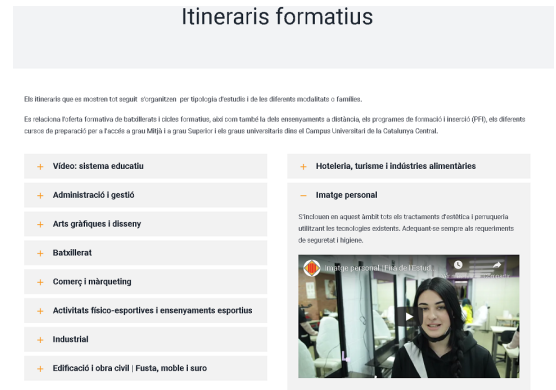 Itineraris formatius
Els itineraris que es mostren tot seguit s'organitzen per tipologia d'estudis i de les diferents modalitats o famílies.
Es relaciona l'oferta formativa de batxillerats i cicles formatius, així com també la dels ensenyaments a distància, els programes de formació i inserció (PFI), els diferents
cursos de preparació per a l'accés a grau Mitjà i a grau Superior i els graus universitaris dins el Campus Universitari de la Catalunya Central.
+ Vídeo: sistema educatiu
+ Administració i gestió
+ Arts gràfiques i disseny
+ Batxillerat
+ Comerç i màrqueting
+ Activitats físico-esportives i ensenyaments esportius
+ Industrial
+ Edificació i obra civil | Fusta, moble i suro
+ Hoteleria, turisme i indústries alimentàries
– Imatge personal
S'inclouen en aquest àmbit tots els tractaments d'estètica i perruqueria
utilitzant les tecnologies existents. Adequant-se sempre als requeriments
de seguretat i higiene.
Imatge personal (Fira de l'Estud